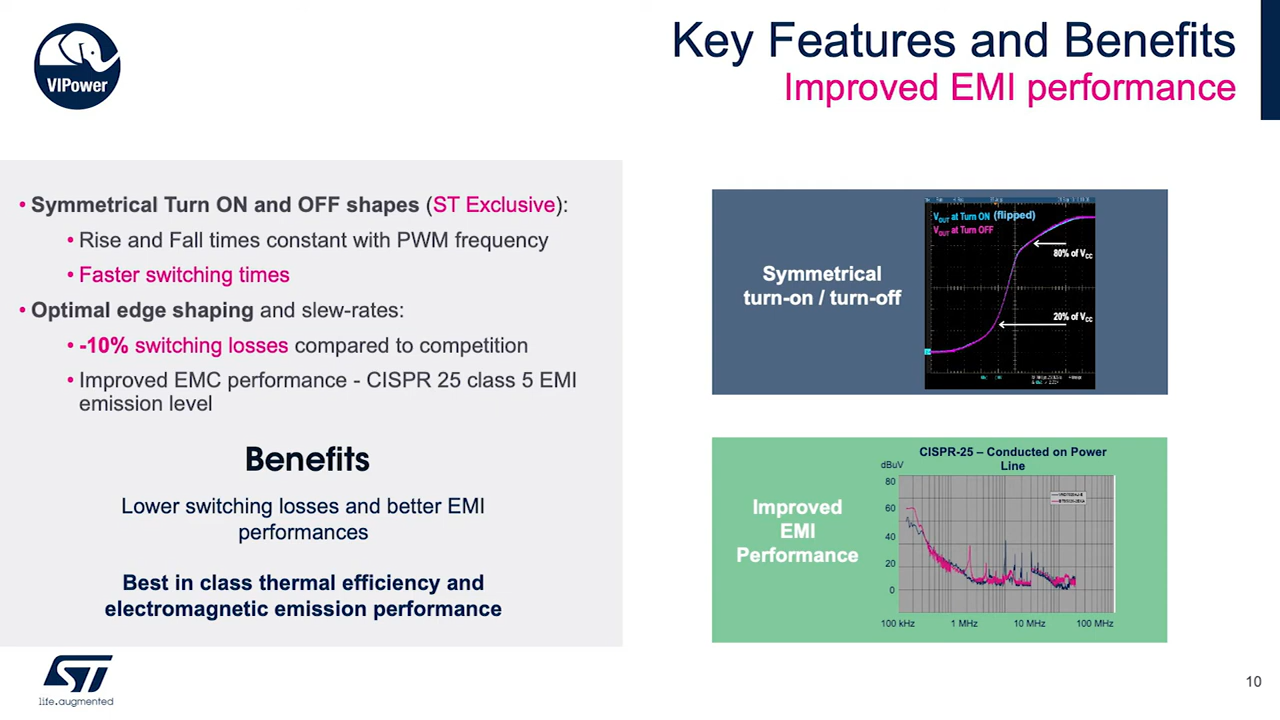 VIPower
Key Features and Benefits
Improved EMI performance
• Symmetrical Turn ON and OFF shapes (ST Exclusive):
• Rise and Fall times constant with PWM frequency
• Faster switching times
• Optimal edge shaping and slew-rates:
• -10% switching losses compared to competition
• Improved EMC performance - CISPR 25 class 5 EMI
emission level
Benefits
Lower switching losses and better EMI
performances
Best in class thermal efficiency and
electromagnetic emission performance
Symmetrical
turn-on / turn-off
VOUT at Turn ON (flipped)
VOUT at Turn OFF
80% of VCC
20% of VCC
Improved
EMI
Performance
CISPR-25 – Conducted on Power
Line
dBuV
80
60
40
20
0
100 kHz 1 MHz 10 MHz 100 MHz
ST
life.augmented
10